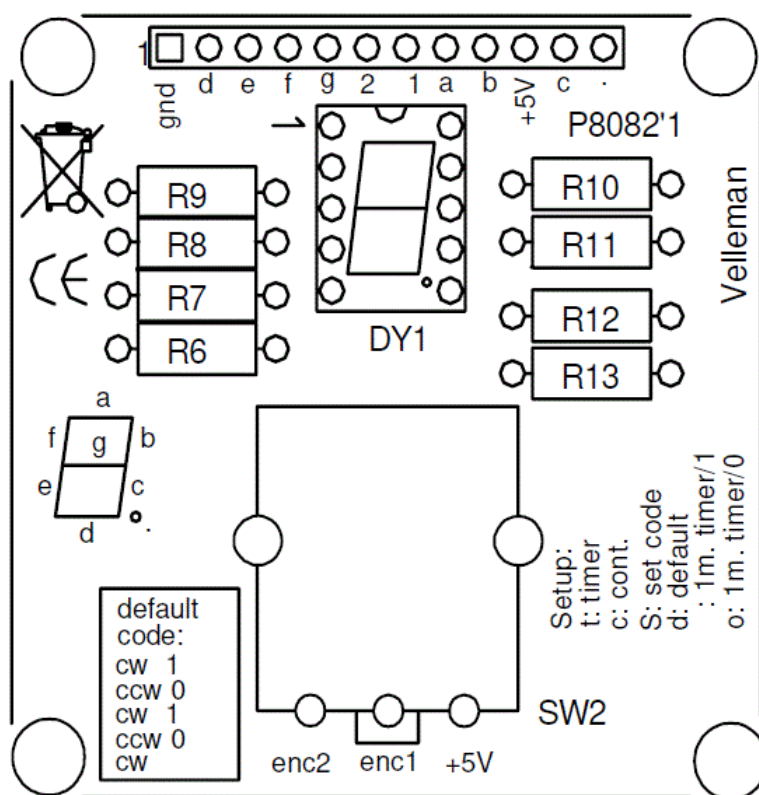 1
gnd d e f g 2 1 a b +5V c .
1
P8082'1
R9
R8
R7
R6
R10
R11
R12
R13
DY1
Velleman
CE
a
f g b
e c
d .
default
code:
cw 1
ccw 0
cw 1
ccw 0
cw
Setup:
t: timer
c: cont.
S: set code
d: default
: 1m. timer/1
o: 1m. timer/0
SW2
enc2 enc1 +5V